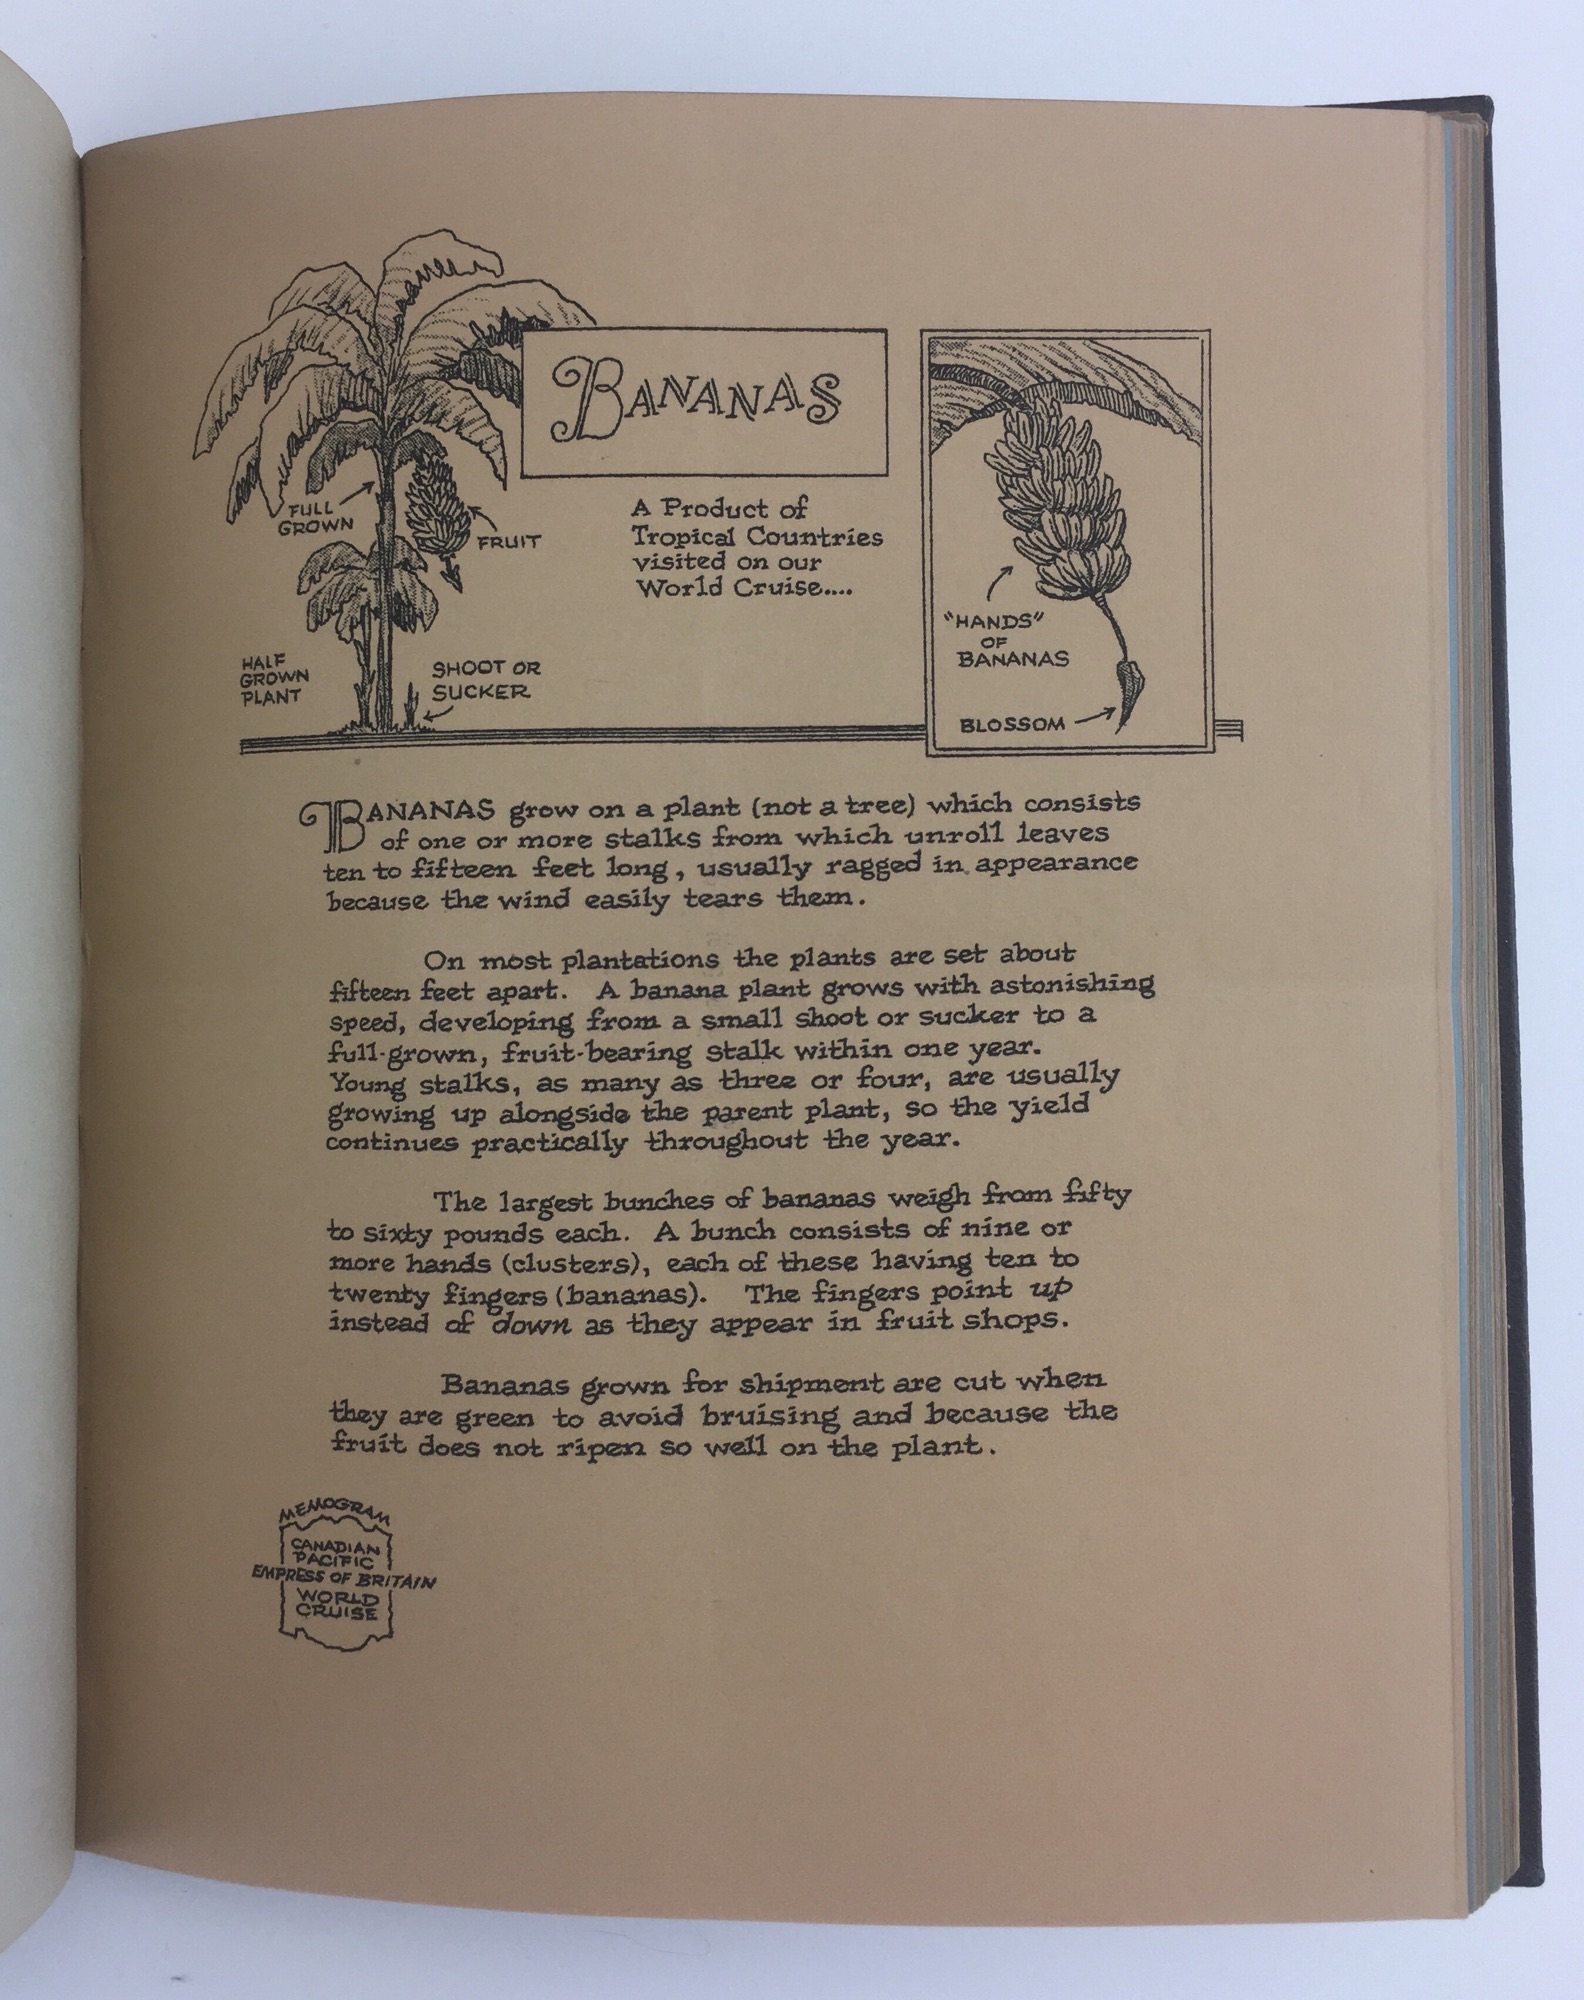 BANANAS
A Product of
Tropical Countries
visited on our
World Cruise....
FULL
GROWN
FRUIT
HALF
GROWN
PLANT
SHOOT OR
SUCKER
"HANDS"
OF
BANANAS
BLOSSOM
BANANAS grow on a plant (not a tree) which consists
of one or more stalks from which unroll leaves
ten to fifteen feet long, usually ragged in appearance
because the wind easily tears them.
On most plantations the plants are set about
fifteen feet apart. A banana plant grows with astonishing
speed, developing from a small shoot or sucker to a
full-grown, fruit-bearing stalk within one year.
Young stalks, as many as three or four, are usually
growing up alongside the parent plant, so the yield
continues practically throughout the year.
The largest bunches of bananas weigh from fifty
to sixty pounds each. A bunch consists of nine or
more hands (clusters), each of these having ten to
twenty fingers (bananas). The fingers point up
instead of down as they appear in fruit shops.
Bananas grown for shipment are cut when
they are green to avoid bruising and because the
fruit does not ripen so well on the plant.
MEMOGRAM
CANADIAN
PACIFIC
EMPRESS OF BRITAIN
WORLD
CRUISE